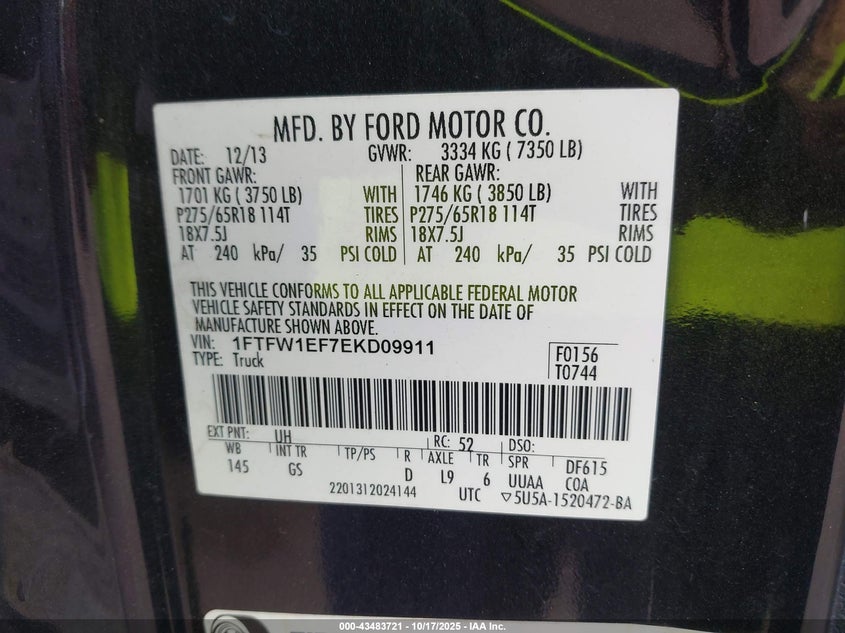 MFD. BY FORD MOTOR CO.
DATE: 12/13 GVWR: 3334 KG ( 7350 LB)
FRONT GAWR: REAR GAWR:
1701 KG ( 3750 LB) WITH 1746 KG ( 3850 LB) WITH
P275/65R18 114T TIRES P275/65R18 114T TIRES
18X7.5J RIMS 18X7.5J RIMS
AT 240 kPa/ 35 PSI COLD AT 240 kPa/ 35 PSI COLD
THIS VEHICLE CONFORMS TO ALL APPLICABLE FEDERAL MOTOR
VEHICLE SAFETY STANDARDS IN EFFECT ON THE DATE OF
MANUFACTURE SHOWN ABOVE.
VIN: 1FTFW1EF7EKD09911
TYPE: Truck
F0156
T0744
EXT PNT: UH RC: 52 DSO:
WB INT TR TP/PS R AXLE TR SPR DF615
145 GS D L9 6 UUAA COA
2201312024144 UTC ▽5U5A-1520472-BA
000-43483721 - 10/17/2025 - IAA Inc.